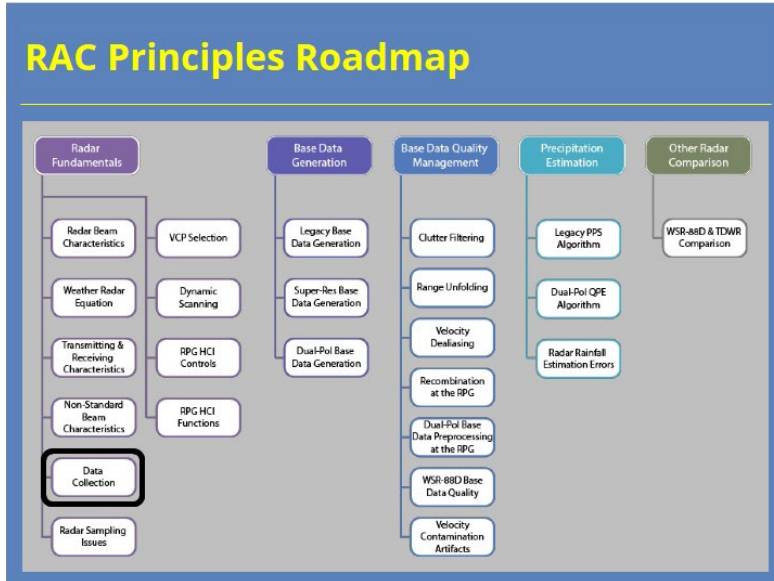 RAC Principles Roadmap
Radar
Fundamentals
Radar Beam
Characteristics
Weather Radar
Equation
Transmitting &
Receiving
Characteristics
Non-Standard
Beam
Characteristics
Data
Collection
Radar Sampling
Issues
VCP Selection
Dynamic
Scanning
RPG HCI
Controls
RPG HCI
Functions
Base Data
Generation
Legacy Base
Data Generation
Super-Res Base
Data Generation
Dual-Pol Base
Data Generation
Base Data Quality
Management
Clutter Filtering
Range Unfolding
Velocity
Dealiasing
Recombination
at the RPG
Dual-Pol Base
Data Preprocessing
at the RPG
WSR-88D Base
Data Quality
Velocity
Contamination
Artifacts
Precipitation
Estimation
Legacy PPS
Algorithm
Dual-Pol QPE
Algorithm
Radar Rainfall
Estimation Errors
Other Radar
Comparison
WSR-88D & TDWR
Comparison